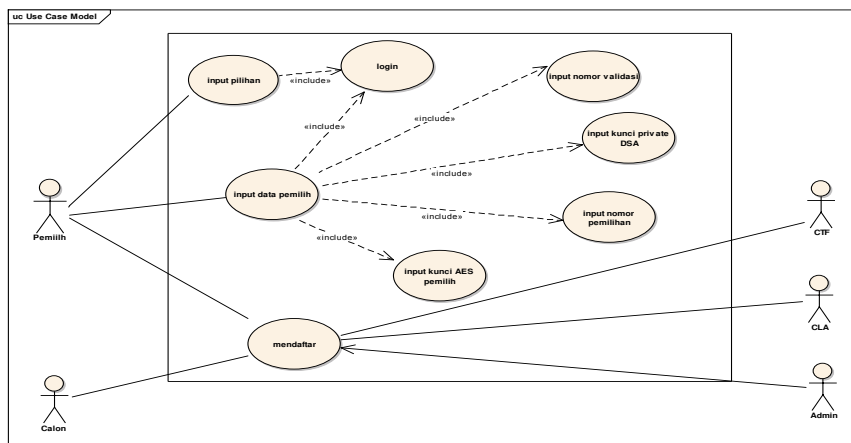 uc Use Case Model
input pilihan
«include»
login
input nomor validasi
«include»
«include»
input kunci private
DSA
«include»
input data pemilih
«include»
input nomor
pemilihan
«include»
input kunci AES
pemilih
Pemiilh
CTF
mendaftar
CLA
Calon
Admin